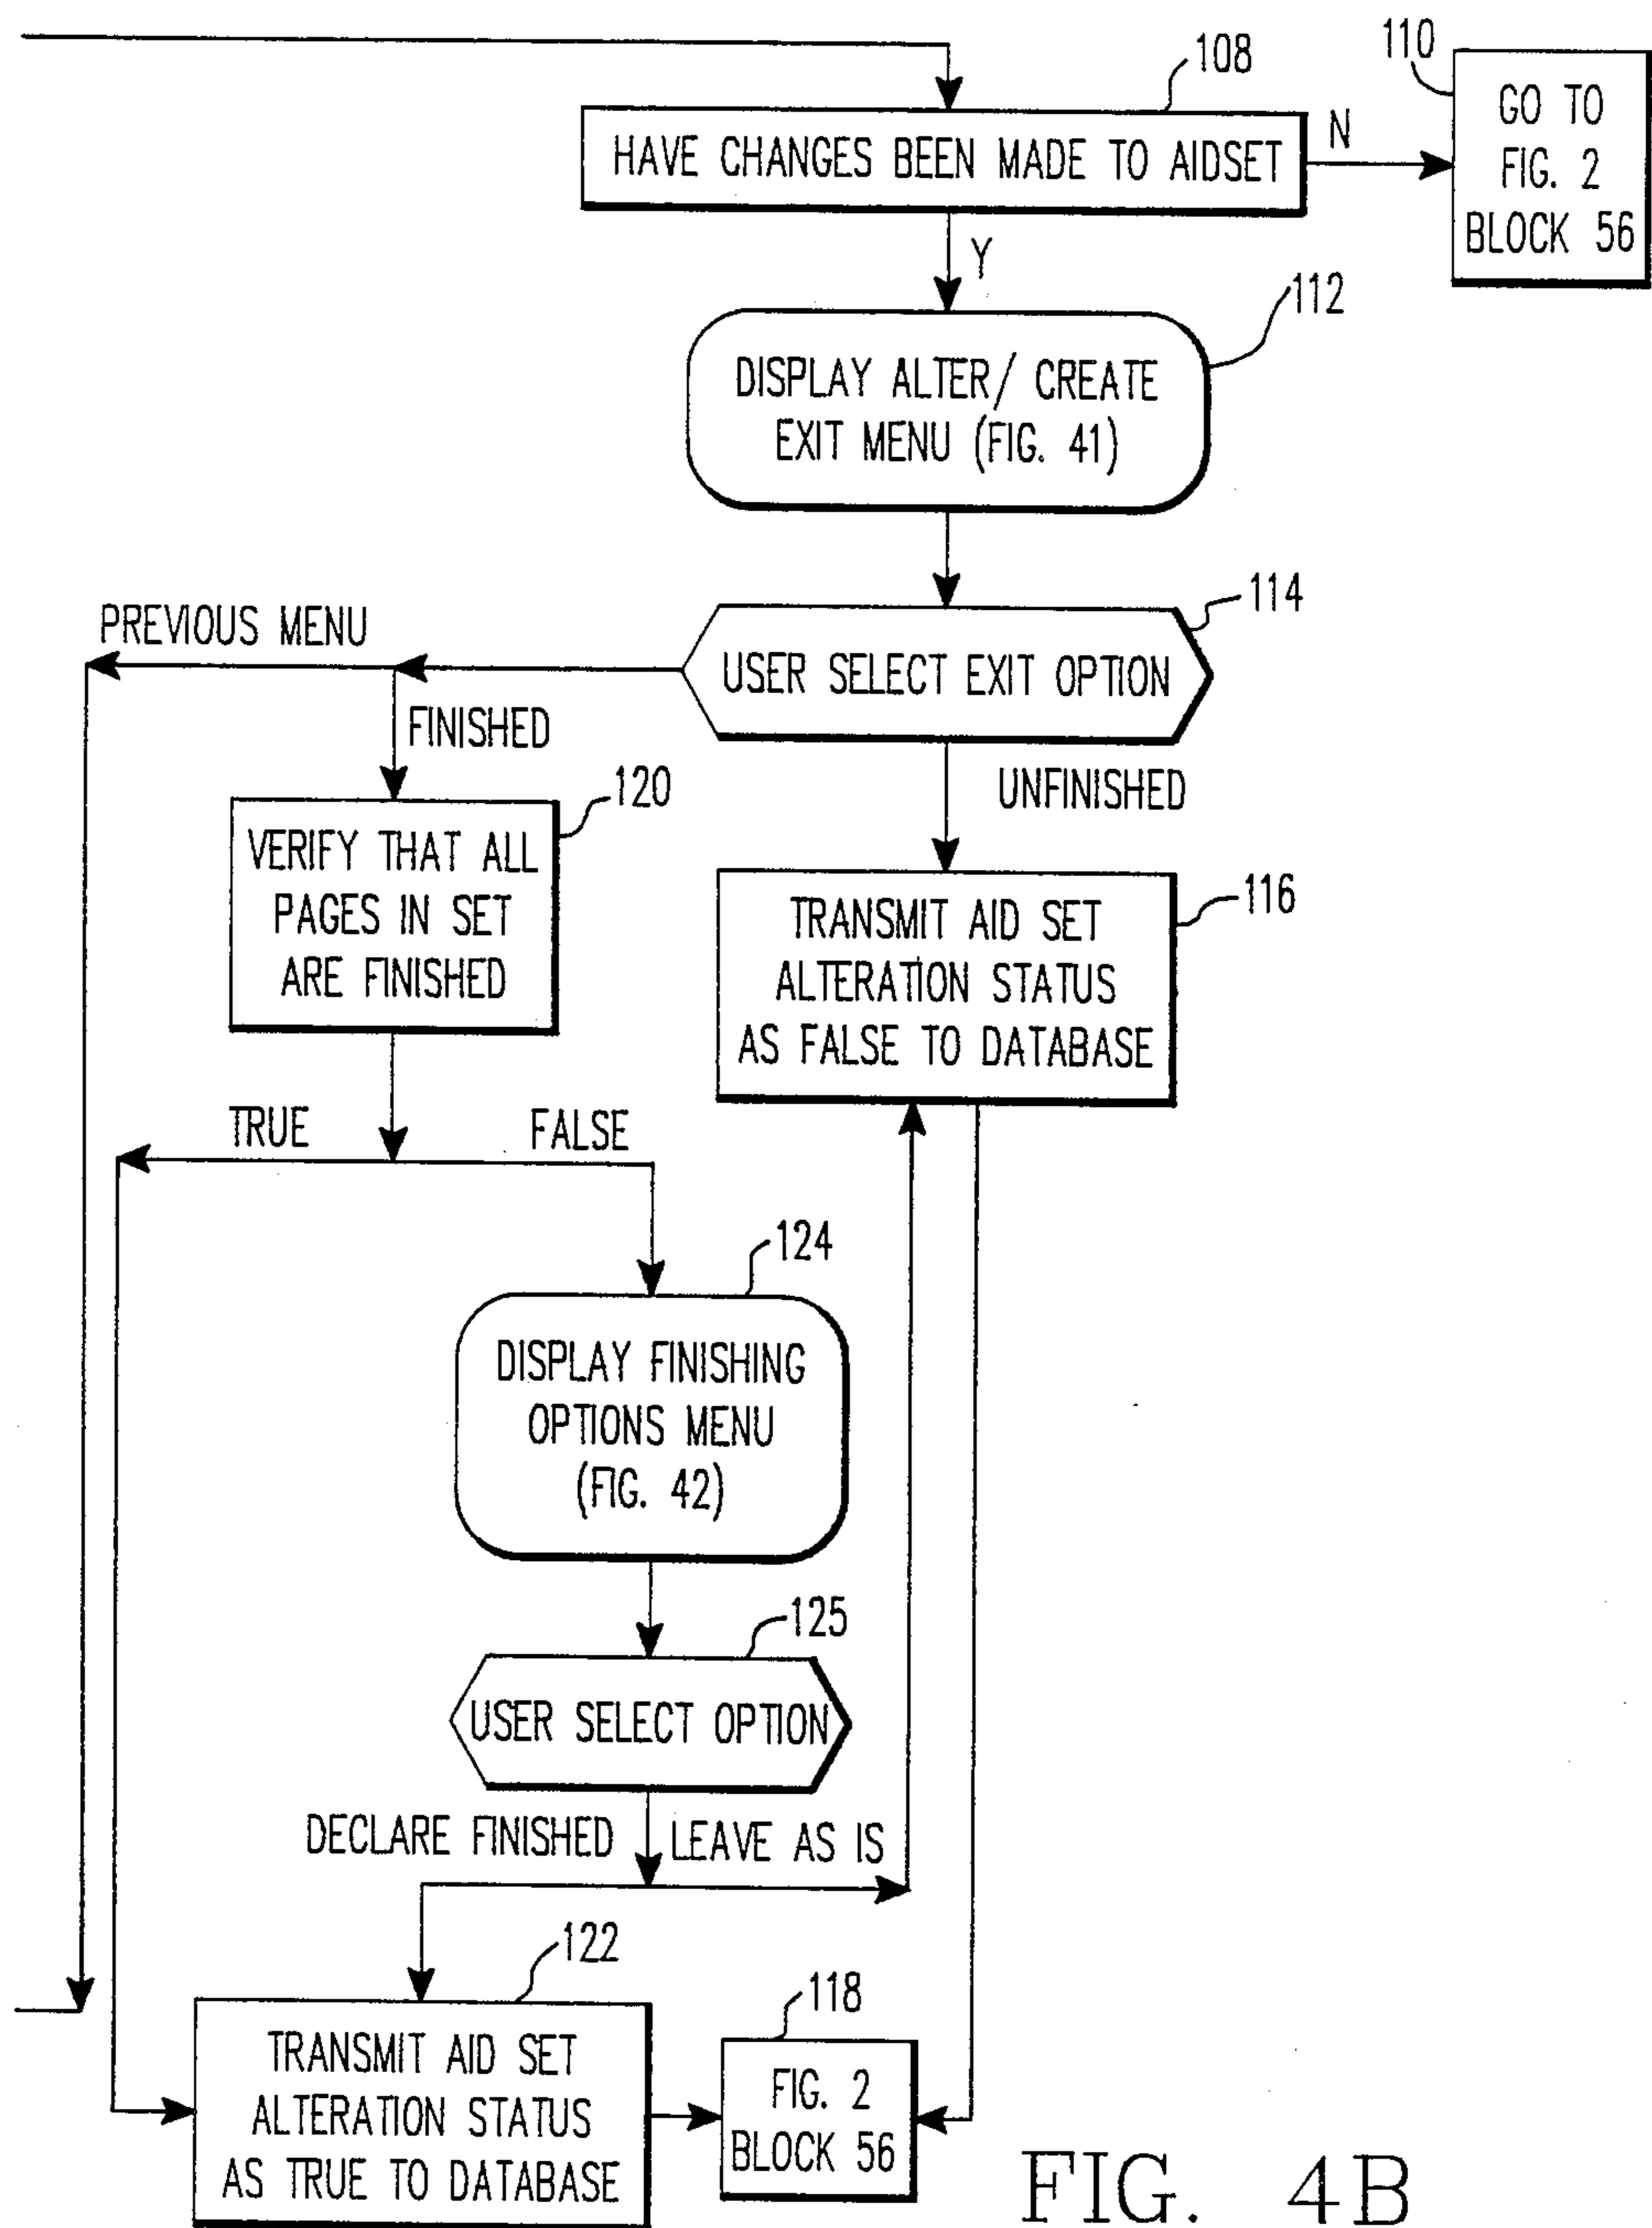 108
HAVE CHANGES BEEN MADE TO AIDSET
N
110
GO TO
FIG. 2
BLOCK 56
Y
112
DISPLAY ALTER/ CREATE
EXIT MENU (FIG. 41)
114
USER SELECT EXIT OPTION
PREVIOUS MENU
FINISHED
UNFINISHED
120
VERIFY THAT ALL
PAGES IN SET
ARE FINISHED
116
TRANSMIT AID SET
ALTERATION STATUS
AS FALSE TO DATABASE
TRUE
FALSE
124
DISPLAY FINISHING
OPTIONS MENU
(FIG. 42)
125
USER SELECT OPTION
DECLARE FINISHED
LEAVE AS IS
122
TRANSMIT AID SET
ALTERATION STATUS
AS TRUE TO DATABASE
118
FIG. 2
BLOCK 56
FIG. 4B